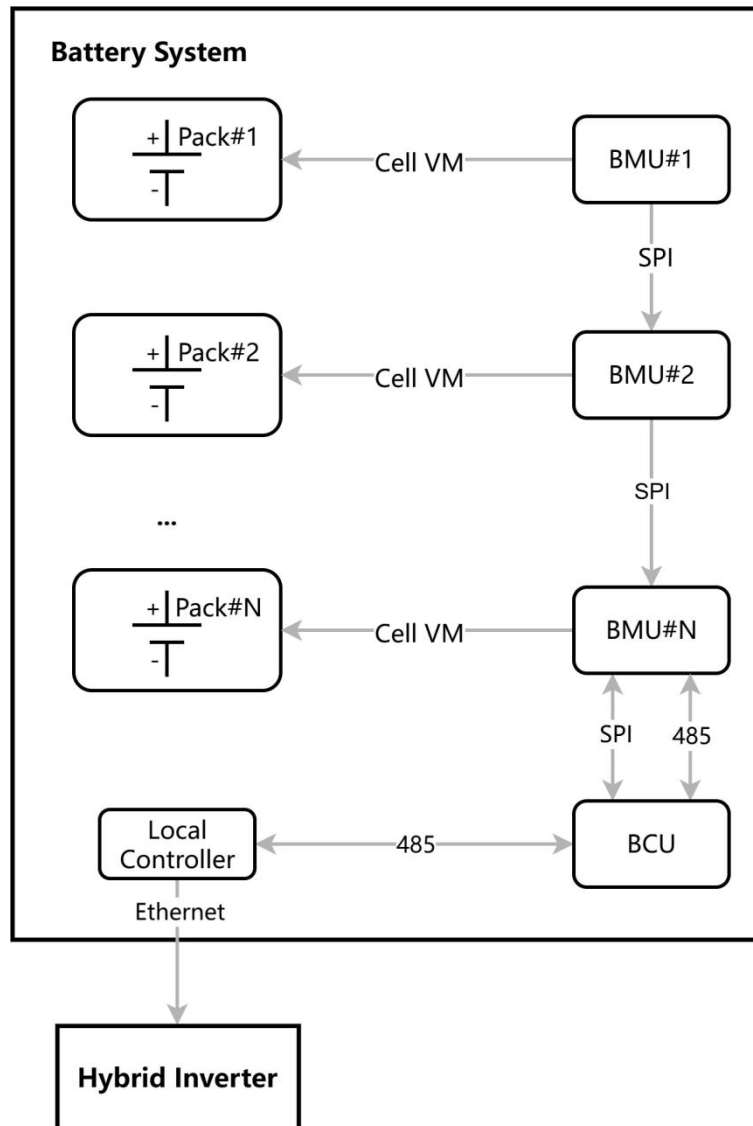 Battery System
+ Pack#1
-
Cell VM
BMU#1
SPI
+ Pack#2
-
Cell VM
BMU#2
SPI
...
+ Pack#N
-
Cell VM
BMU#N
SPI
485
Local
Controller
485
BCU
Ethernet
Hybrid Inverter